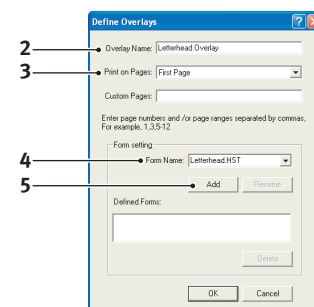 Define Overlays
2
Overlay Name: Letterhead Overlay
3
Print on Pages: First Page
Custom Pages:
Enter page numbers and /or page ranges separated by commas,
For example, 1,3,5-12
Form setting
4
Form Name: Letterhead.HST
5
Add Rename
Defined Forms:
Delete
OK Cancel